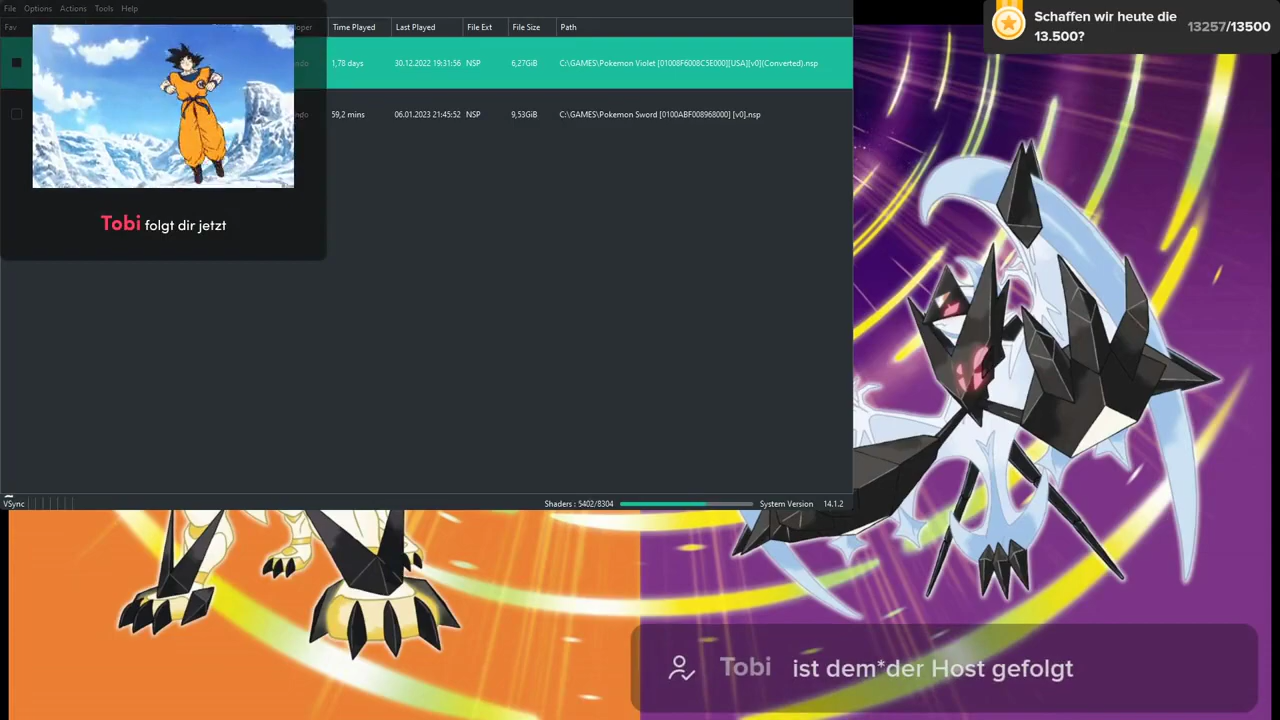 File Options Actions Tools Help
Fav Time Played Last Played File Ext File Size Path
1,78 days 30.12.2022 19:31:56 NSP 6,27GiB C:\GAMES\Pokemon Violet [01008F6008C5E000][USA][v0](Converted).nsp
59,2 mins 06.01.2023 21:45:52 NSP 9,53GiB C:\GAMES\Pokemon Sword [0100ABF008968000] [v0].nsp
Tobi folgt dir jetzt
Schaffen wir heute die
13.500?
13257/13500
VSync Shaders : 5402/8304 System Version 14.1.2
Tobi ist dem*der Host gefolgt